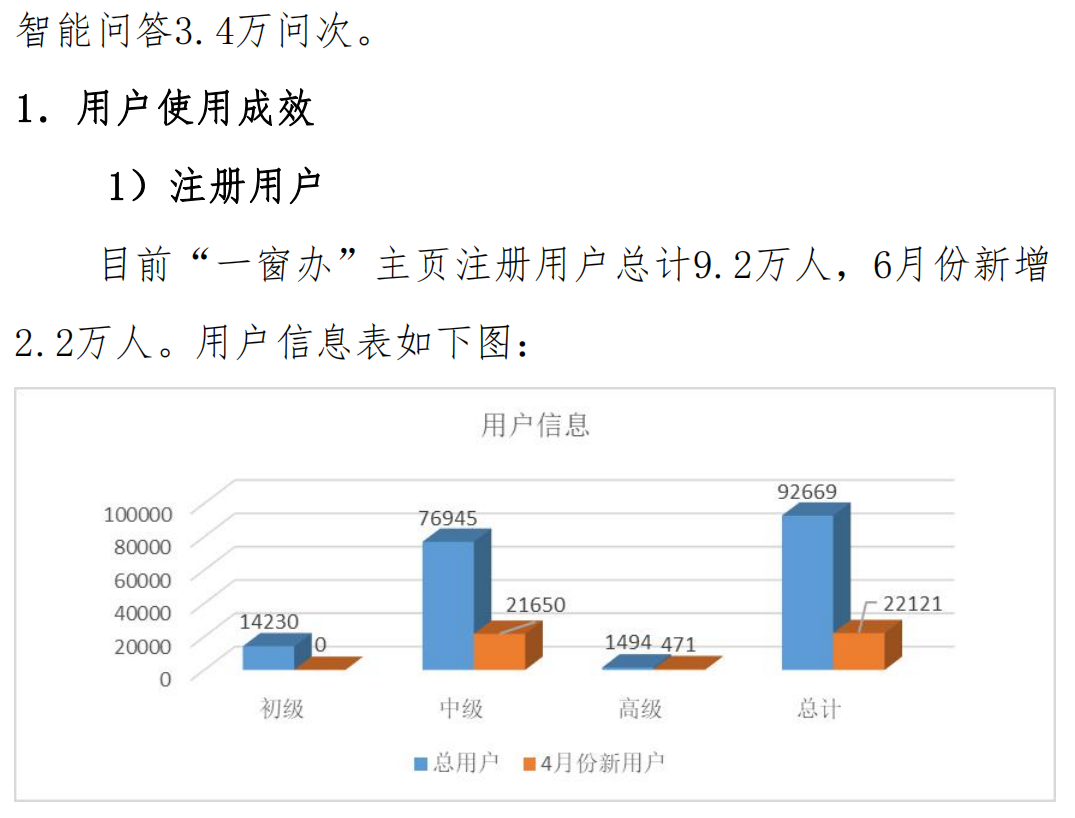 智能问答3.4万问次。
1. 用户使用成效
1）注册用户
目前“一窗办”主页注册用户总计9.2万人，6月份新增
2.2万人。用户信息表如下图：
用户信息
100000
80000
60000
40000
20000
0
14230
0
76945
21650
1494
471
92669
22121
初级
中级
高级
总计
总用户
4月份新用户